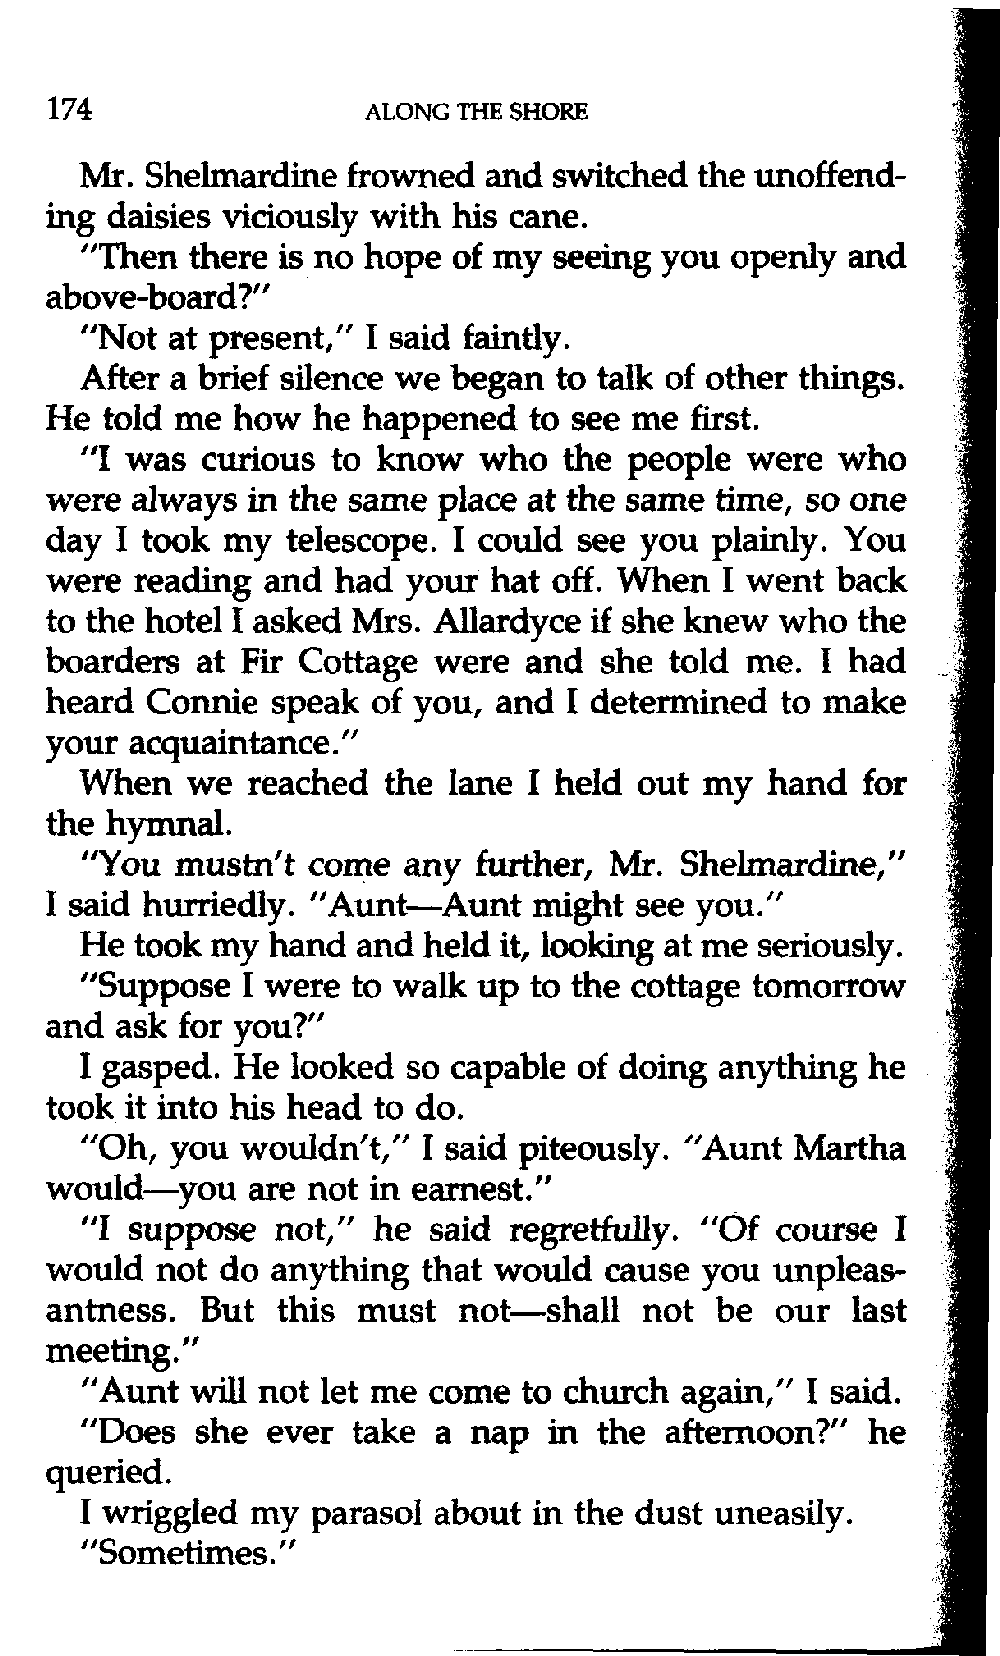 174 ALONG THE SHORE
Mr. Shelmardine frowned and switched the unoffend-
ing daisies viciously with his cane.
"Then there is no hope of my seeing you openly and
above-board?"
"Not at present," I said faintly.
After a brief silence we began to talk of other things.
He told me how he happened to see me first.
"I was curious to know who the people were who
were always in the same place at the same time, so one
day I took my telescope. I could see you plainly. You
were reading and had your hat off. When I went back
to the hotel I asked Mrs. Allardyce if she knew who the
boarders at Fir Cottage were and she told me. I had
heard Connie speak of you, and I determined to make
your acquaintance."
When we reached the lane I held out my hand for
the hymnal.
"You mustn't come any further, Mr. Shelmardine,"
I said hurriedly. "Aunt—Aunt might see you."
He took my hand and held it, looking at me seriously.
"Suppose I were to walk up to the cottage tomorrow
and ask for you?"
I gasped. He looked so capable of doing anything he
took it into his head to do.
"Oh, you wouldn't," I said piteously. "Aunt Martha
would—you are not in earnest."
"I suppose not," he said regretfully. "Of course I
would not do anything that would cause you unpleas-
antness. But this must not—shall not be our last
meeting."
"Aunt will not let me come to church again," I said.
"Does she ever take a nap in the afternoon?" he
queried.
I wriggled my parasol about in the dust uneasily.
"Sometimes."